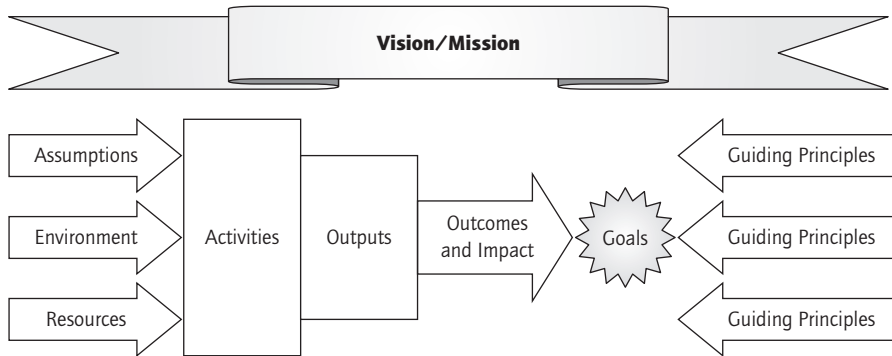 Vision/Mission
Assumptions
Guiding Principles
Environment
Activities
Outputs
Outcomes
and Impact
Goals
Guiding Principles
Resources
Guiding Principles